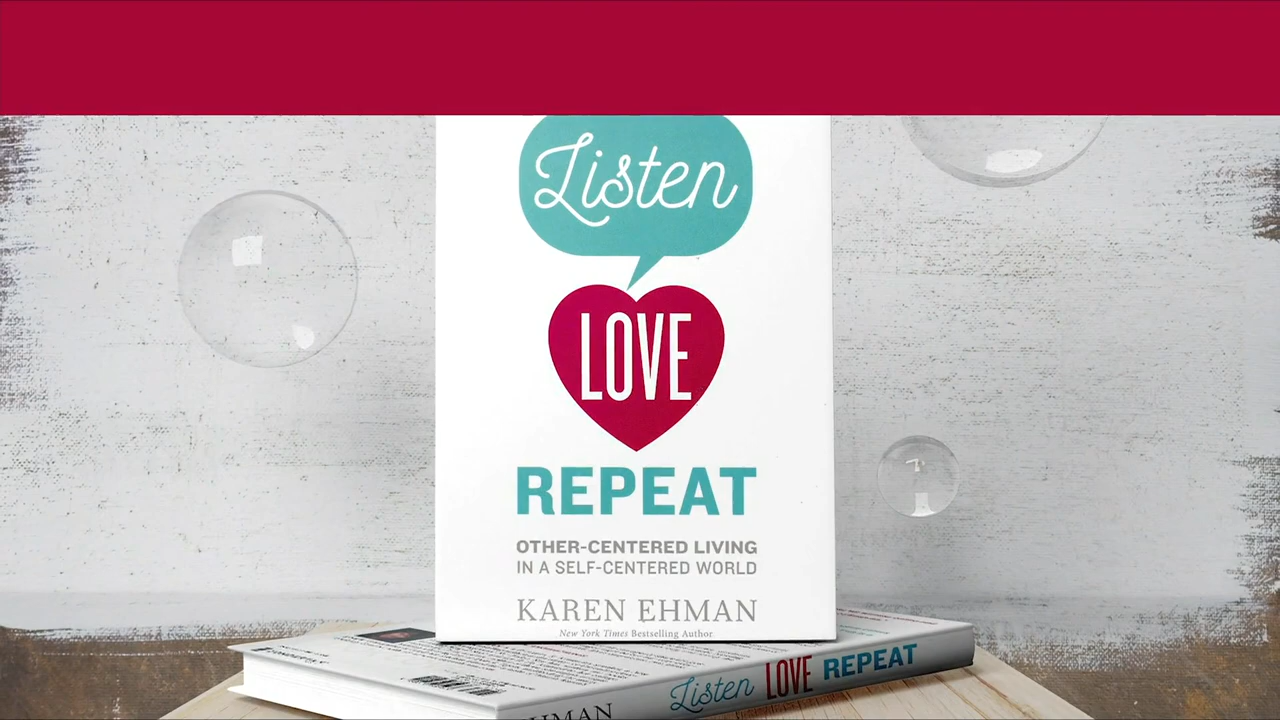 Listen
LOVE
REPEAT
OTHER-CENTERED LIVING
IN A SELF-CENTERED WORLD
KAREN EHMAN
New York Times Bestselling Author
Listen LOVE REPEAT